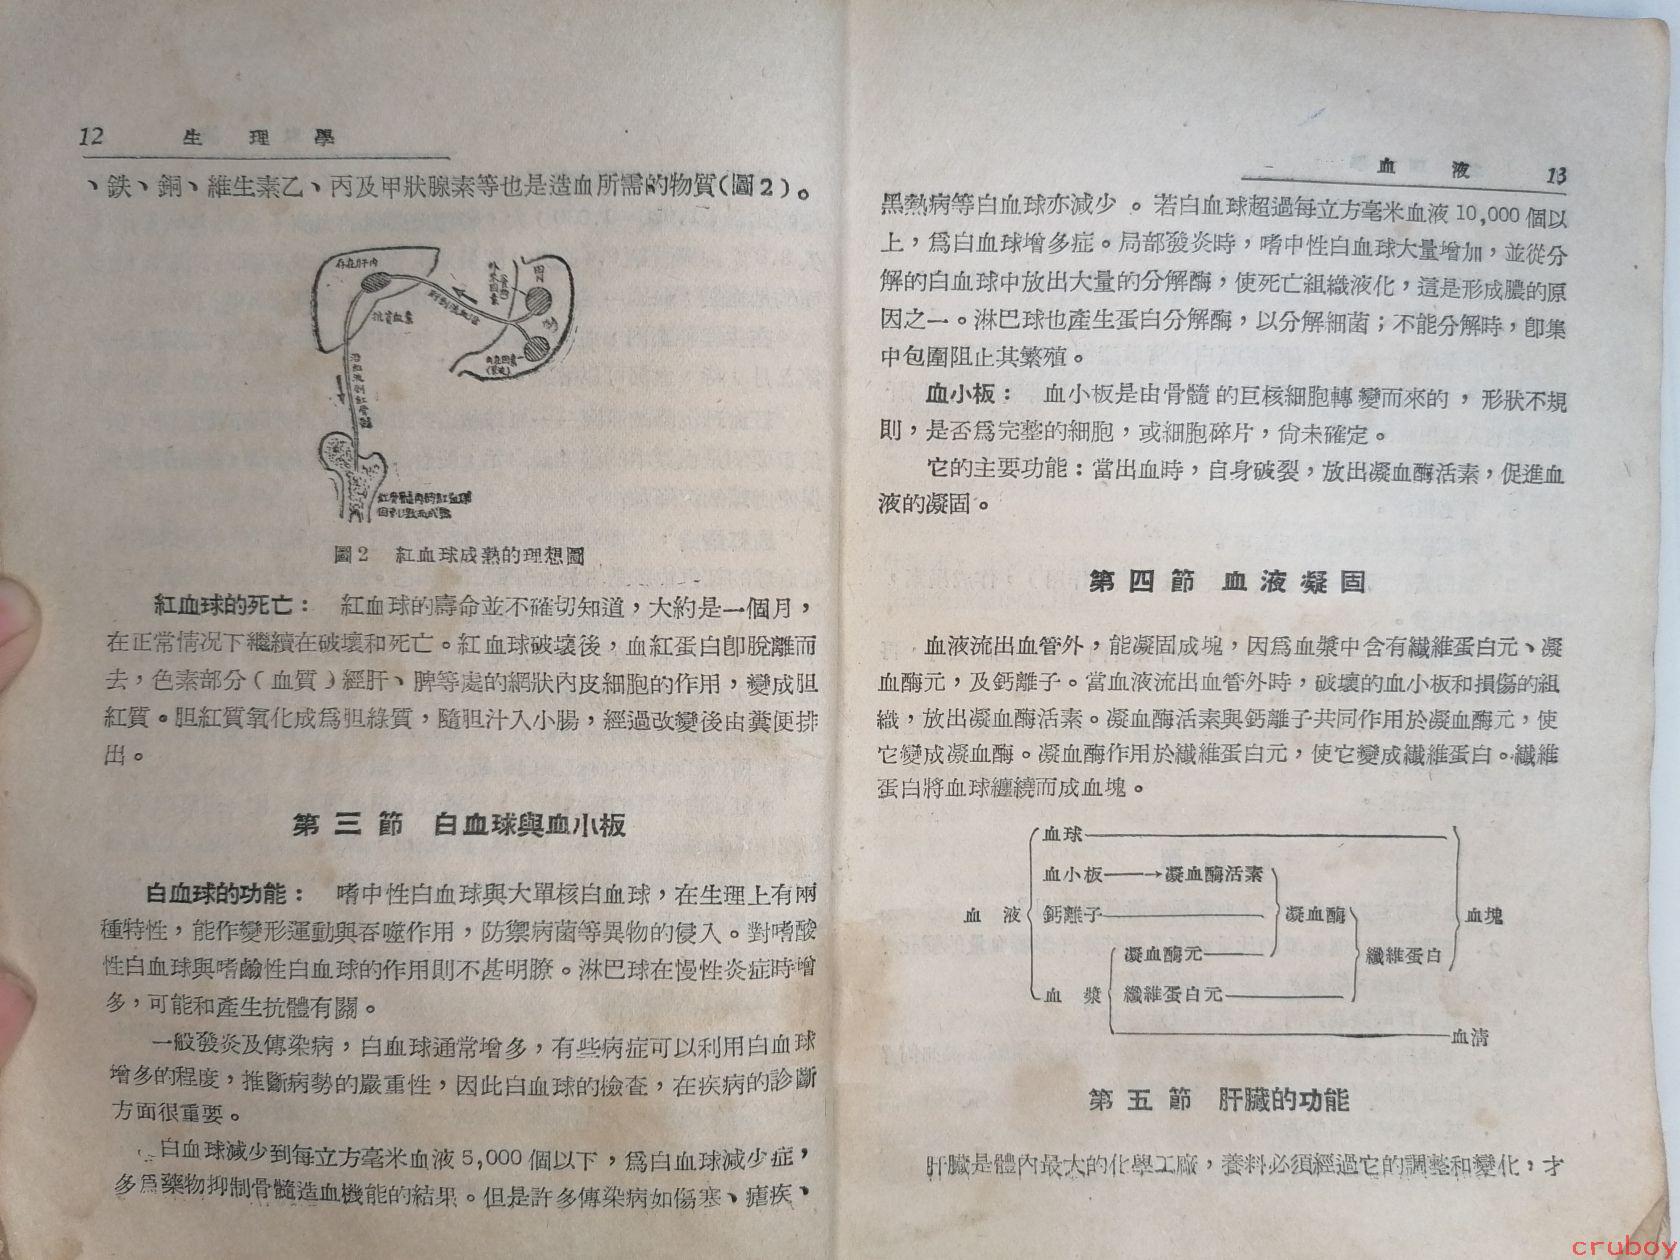 12 生理學
、鉄、銅、維生素乙、丙及甲狀腺素等也是造血所需的物質(圖2)。
存在肝內
抗貧血素
紅骨髓內的紅血球
圖2 紅血球成熟的理想圖
紅血球的死亡： 紅血球的壽命並不確切知道，大約是一個月，
在正常情况下繼續在破壞和死亡。紅血球破壞後，血紅蛋白卽脫離而
去，色素部分（血質）經肝、脾等處的網狀內皮細胞的作用，變成胆
紅質。胆紅質氧化成爲胆綠質，隨胆汁入小腸，經過改變後由糞便排
出。
第三節 白血球與血小板
白血球的功能： 嗜中性白血球與大單核白血球，在生理上有兩
種特性，能作變形運動與吞噬作用，防禦病菌等異物的侵入。對嗜酸
性白血球與嗜鹼性白血球的作用則不甚明瞭。淋巴球在慢性炎症時增
多，可能和產生抗體有關。
一般發炎及傳染病，白血球通常增多，有些病症可以利用白血球
增多的程度，推斷病勢的嚴重性，因此白血球的檢查，在疾病的診斷
方面很重要。
白血球減少到每立方毫米血液5,000個以下，爲白血球減少症，
多爲藥物抑制骨髓造血機能的結果。但是許多傳染病如傷寒、瘧疾、
血液 13
黑熱病等白血球亦減少。若白血球超過每立方毫米血液10,000個以
上，爲白血球增多症。局部發炎時，嗜中性白血球大量增加，並從分
解的白血球中放出大量的分解酶，使死亡組織液化，這是形成膿的原
因之一。淋巴球也產生蛋白分解酶，以分解細菌；不能分解時，卽集
中包圍阻止其繁殖。
血小板： 血小板是由骨髓的巨核細胞轉變而來的，形狀不規
則，是否爲完整的細胞，或細胞碎片，尙未確定。
它的主要功能：當出血時，自身破裂，放出凝血酶活素，促進血
液的凝固。
第四節 血液凝固
血液流出血管外，能凝固成塊，因爲血漿中含有纖維蛋白元、凝
血酶元，及鈣離子。當血液流出血管外時，破壞的血小板和損傷的組
織，放出凝血酶活素。凝血酶活素與鈣離子共同作用於凝血酶元，使
它變成凝血酶。凝血酶作用於纖維蛋白元，使它變成纖維蛋白。纖維
蛋白將血球纏繞而成血塊。
血球
血小板→凝血酶活素
血液 鈣離子 凝血酶 血塊
凝血酶元 纖維蛋白
血漿 纖維蛋白元
血清
第五節 肝臟的功能
肝臟是體內最大的化學工廠，養料必須經過它的調整和變化，才
cruboy